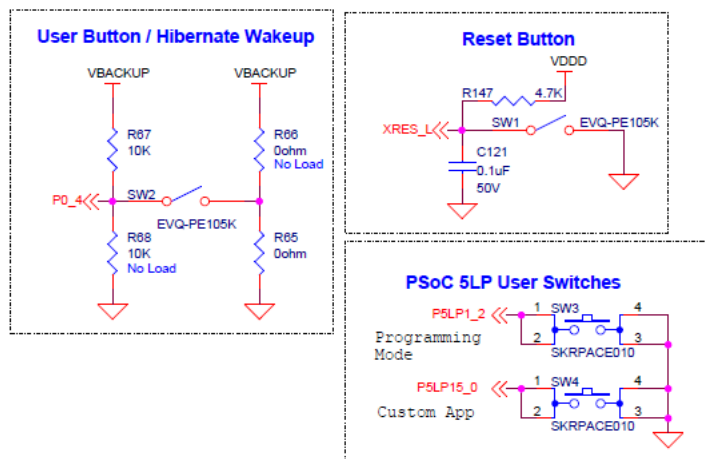 User Button / Hibernate Wakeup
VBACKUP
VBACKUP
R67
10K
R66
0ohm
No Load
P0_4
SW2
EVQ-PE105K
R68
10K
No Load
R65
0ohm
Reset Button
VDDD
R147
4.7K
XRES_L
SW1
EVQ-PE105K
C121
0.1uF
50V
PSoC 5LP User Switches
P5LP1_2
1
SW3
4
2
3
SKRPACE010
Programming
Mode
P5LP15_0
1
SW4
4
2
3
SKRPACE010
Custom App